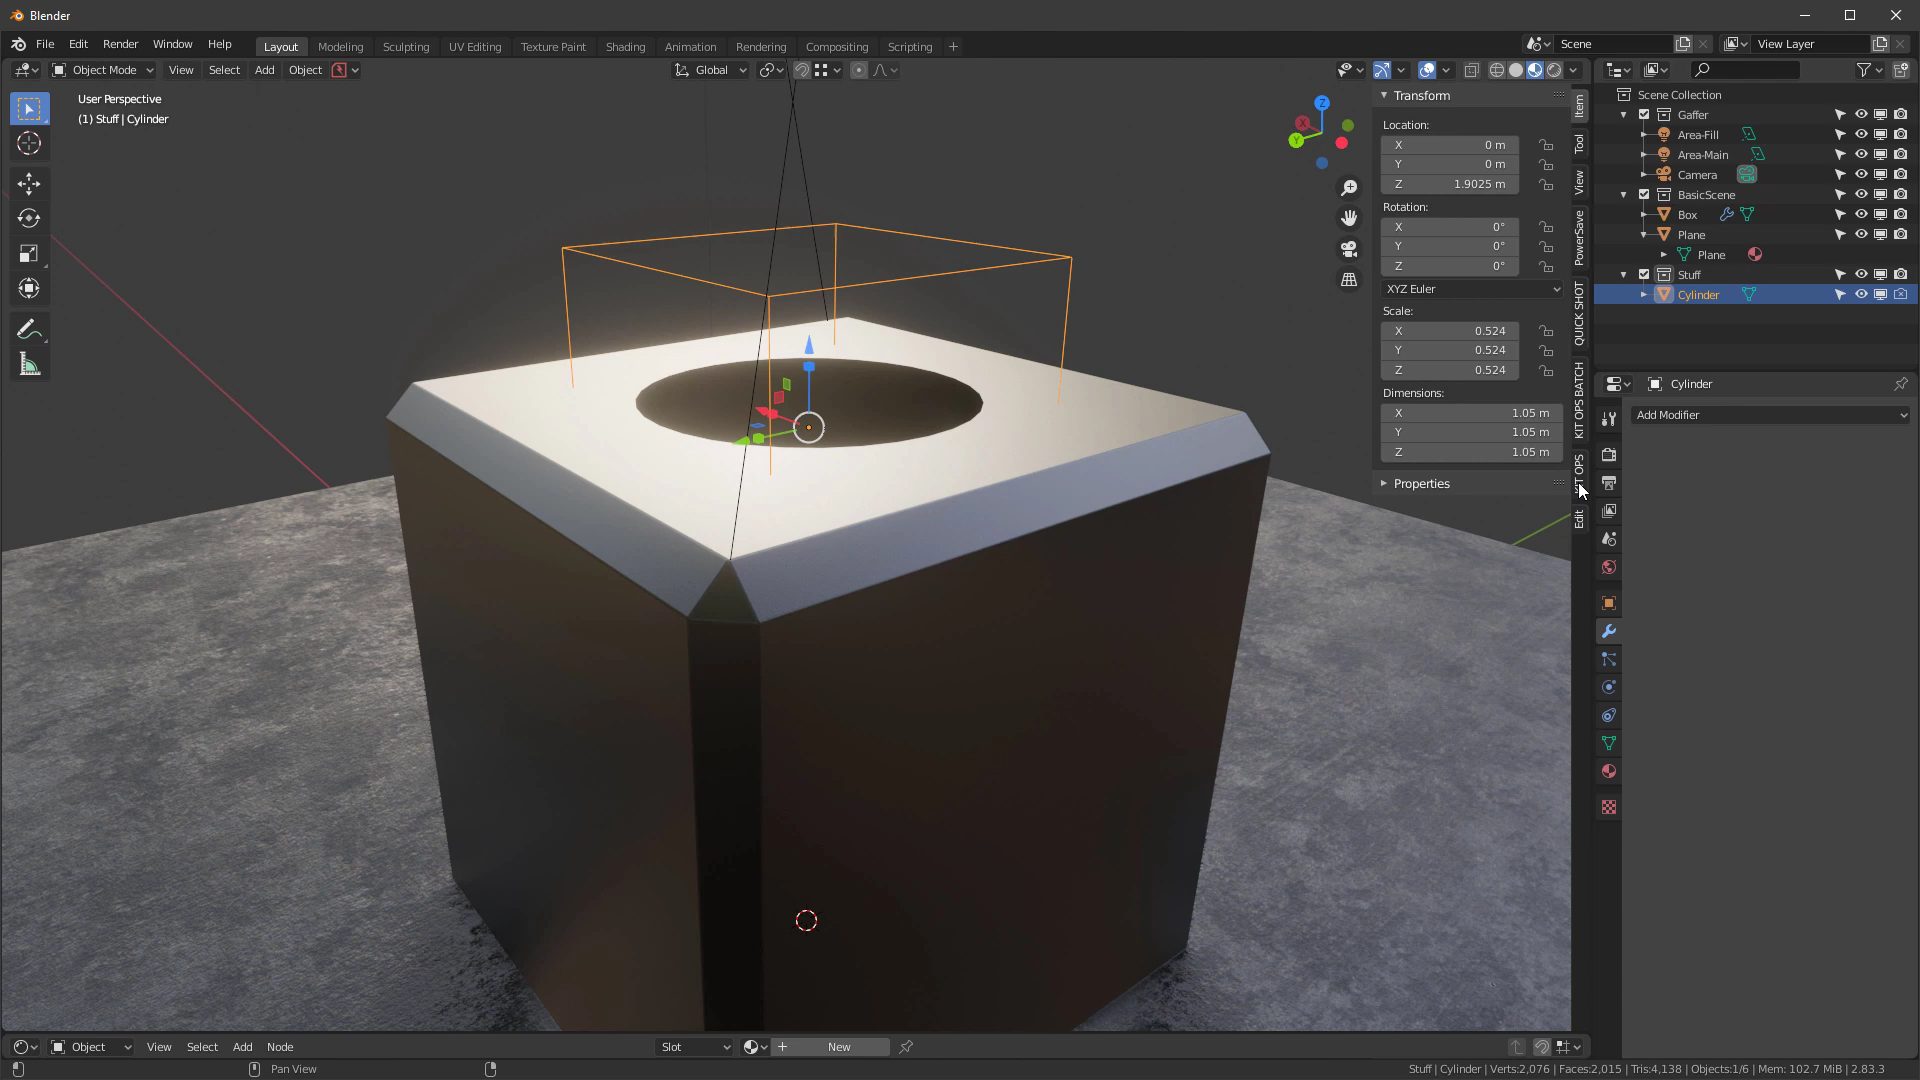 Blender
File Edit Render Window Help
Layout Modeling Sculpting UV Editing Texture Paint Shading Animation Rendering Compositing Scripting +
Scene
View Layer
Object Mode View Select Add Object
Global
User Perspective
(1) Stuff | Cylinder
Z
X
Y
Transform
Location:
X 0 m
Y 0 m
Z 1.9025 m
Rotation:
X 0°
Y 0°
Z 0°
XYZ Euler
Scale:
X 0.524
Y 0.524
Z 0.524
Dimensions:
X 1.05 m
Y 1.05 m
Z 1.05 m
Properties
Item
Tool
View
PowerSave
QUICK SHOT
KIT OPS BATCH
KIT OPS
Edit
Scene Collection
Gaffer
Area-Fill
Area-Main
Camera
BasicScene
Box
Plane
Plane
Stuff
Cylinder
Cylinder
Add Modifier
Object View Select Add Node
Slot
+ New
Pan View
Stuff | Cylinder | Verts:2,076 | Faces:2,015 | Tris:4,138 | Objects:1/6 | Mem: 102.7 MiB | 2.83.3